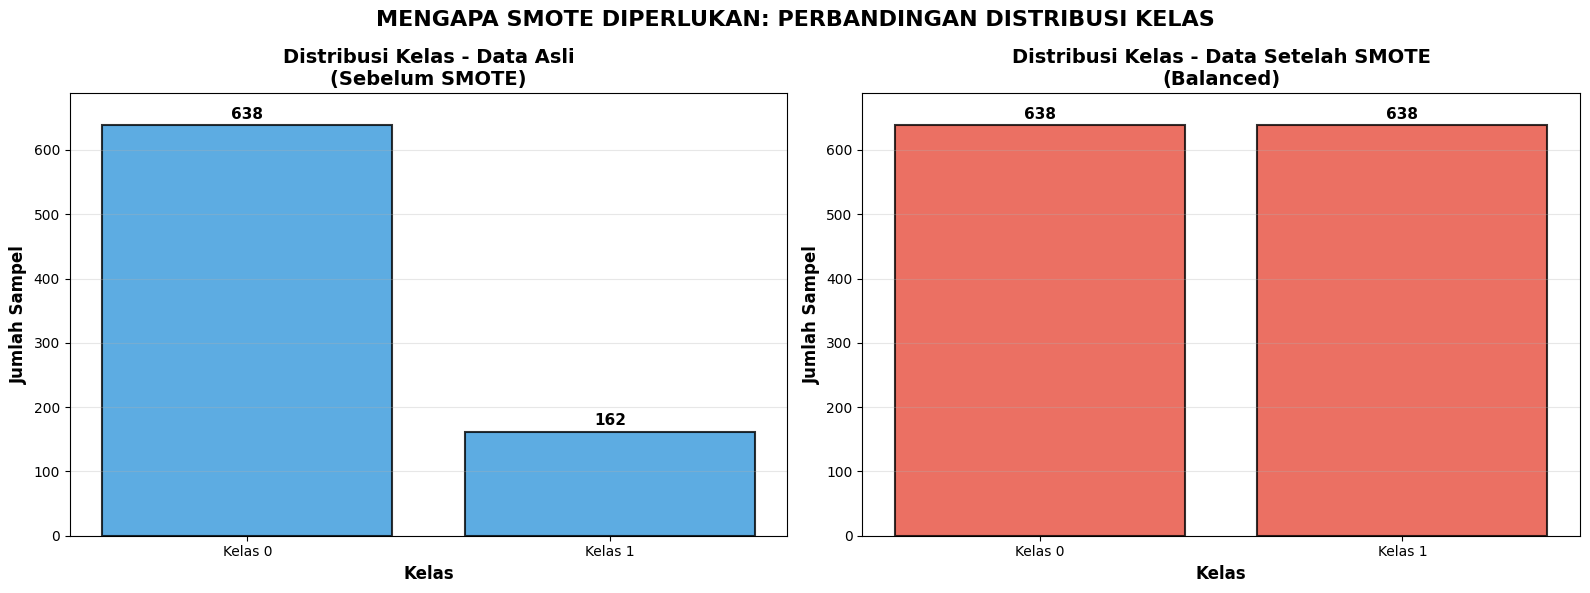 MENGAPA SMOTE DIPERLUKAN: PERBANDINGAN DISTRIBUSI KELAS
Distribusi Kelas - Data Asli
(Sebelum SMOTE)
638
162
600
500
400
300
200
100
0
Jumlah Sampel
Kelas 0
Kelas 1
Kelas
Distribusi Kelas - Data Setelah SMOTE
(Balanced)
638
638
600
500
400
300
200
100
0
Jumlah Sampel
Kelas 0
Kelas 1
Kelas